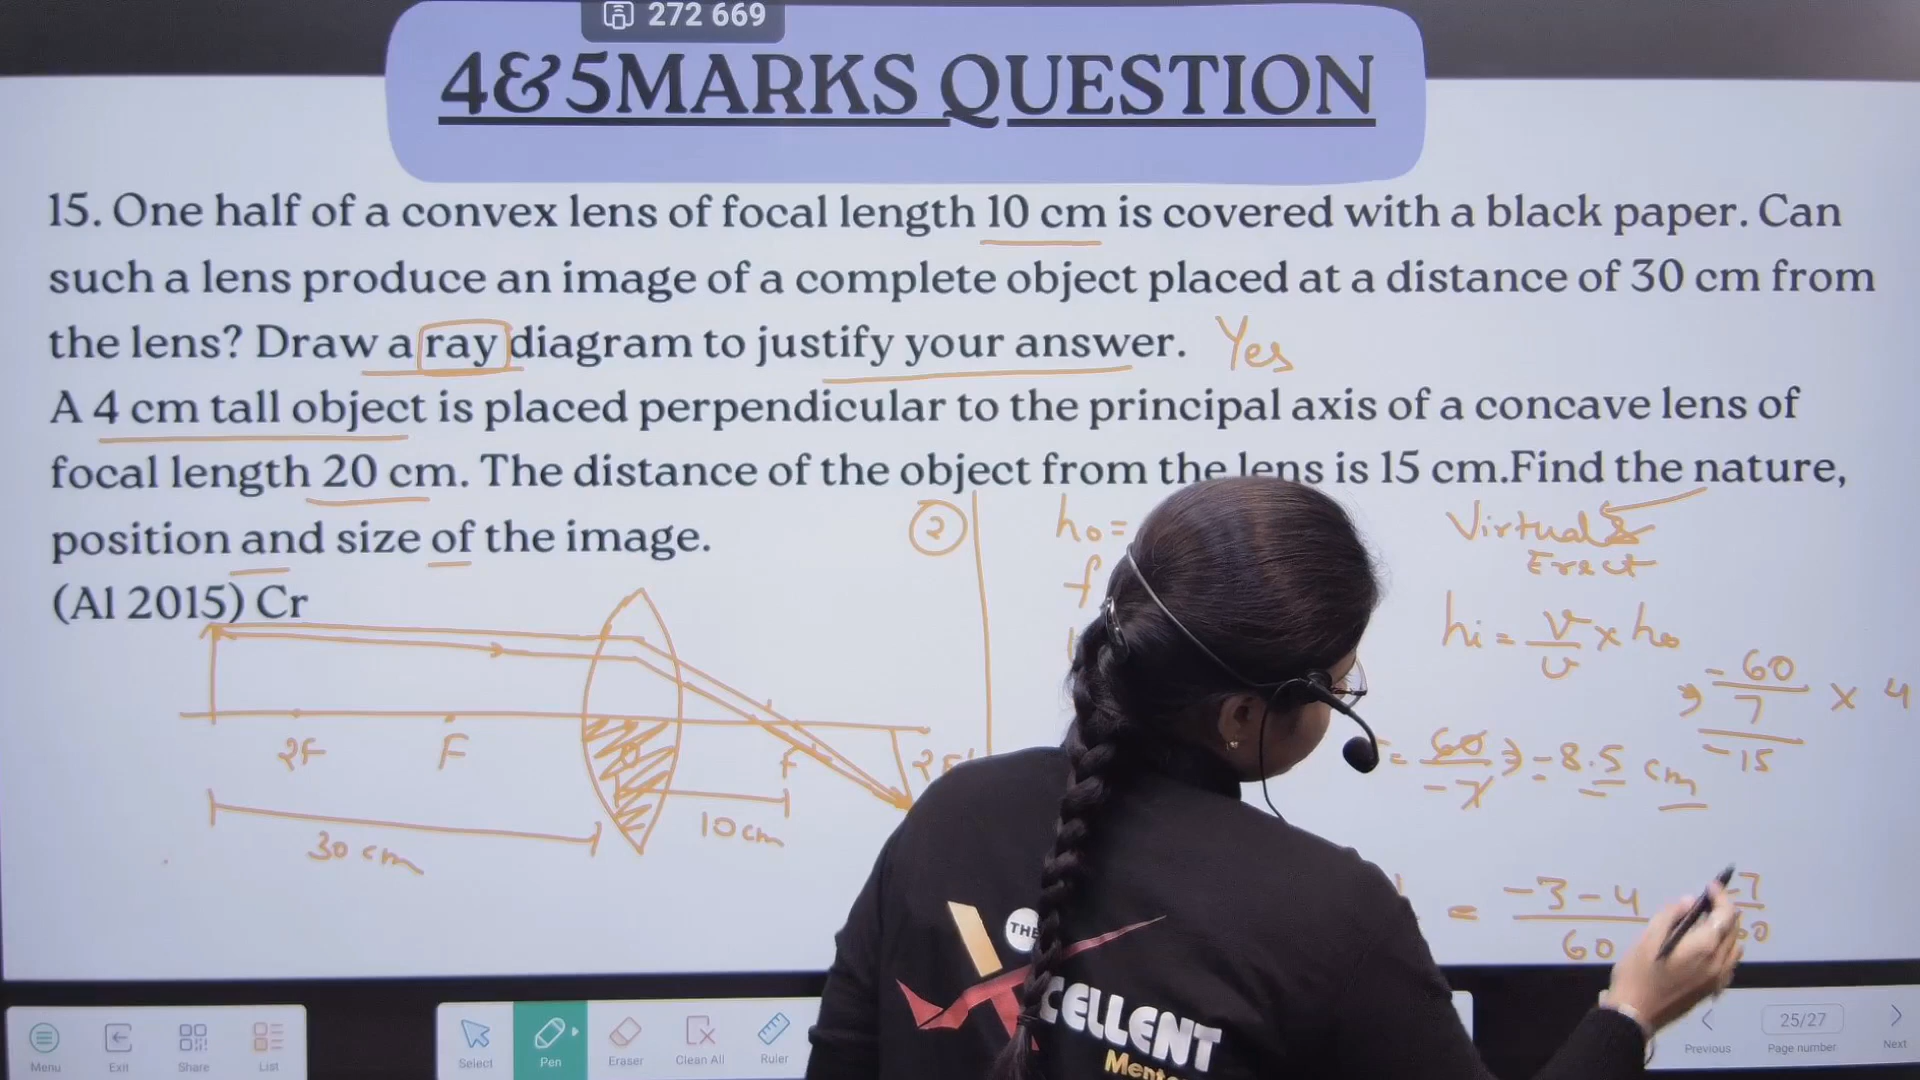 272 669
4&5MARKS QUESTION
15. One half of a convex lens of focal length 10 cm is covered with a black paper. Can
such a lens produce an image of a complete object placed at a distance of 30 cm from
the lens? Draw a ray diagram to justify your answer. Yes
A 4 cm tall object is placed perpendicular to the principal axis of a concave lens of
focal length 20 cm. The distance of the object from the lens is 15 cm.Find the nature,
position and size of the image.
(Al 2015) Cr
2
ho=
f
Virtual &
Erect
hi = v/u x ho
-60/7 / -15 x 4
= 60/-7 = -8.5 cm
2F F f
30 cm
10 cm
= -3-4/60
-7/60
THE
XCELLENT
Menu Exit Share List
Select Pen Eraser Clean All Ruler
Previous 25/27 Page number Next